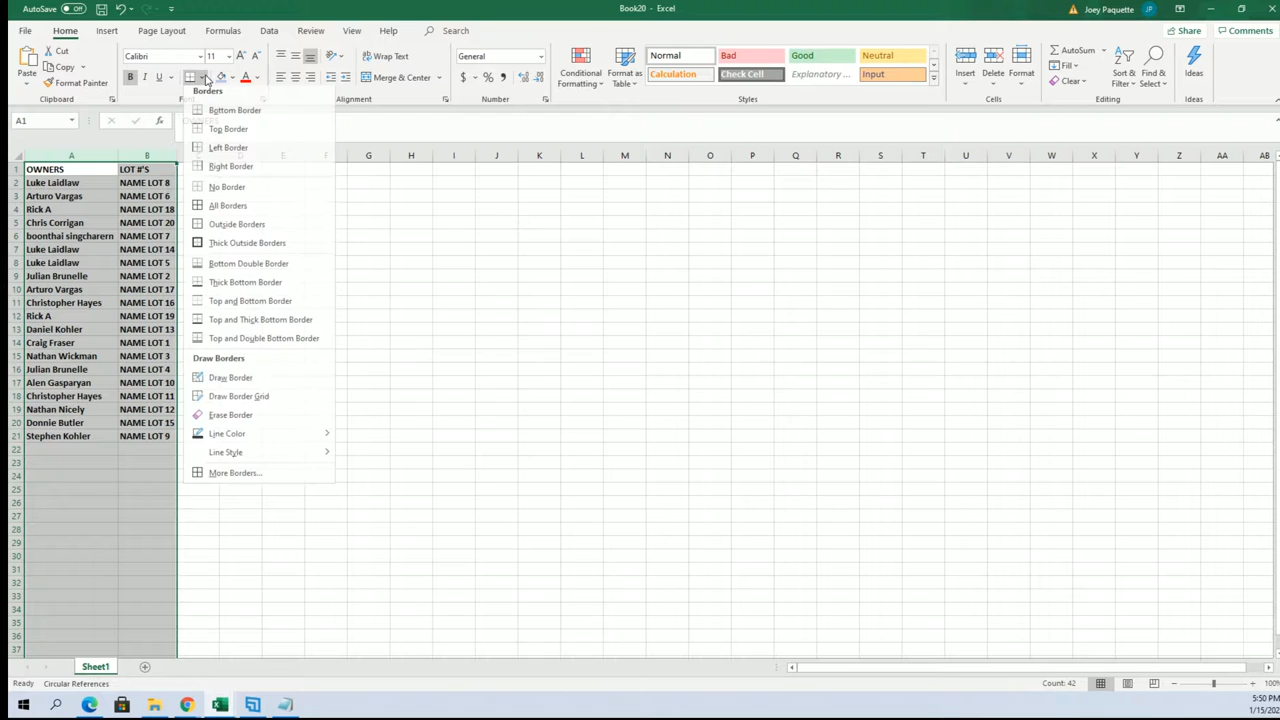 AutoSave Off Book20 - Excel Joey Paquette JP
File Home Insert Page Layout Formulas Data Review View Help Search
Share Comments
Paste Cut Copy Format Painter
Calibri 11
B I U A
Wrap Text
Merge & Center
General
$ % ,
Conditional Formatting Format as Table
Normal Bad Good Neutral
Calculation Check Cell Explanatory ... Input
Insert Delete Format
AutoSum Clear
Sort & Filter Find & Select
Ideas
Clipboard Alignment Number Styles Cells Editing Ideas
A1 fx
Borders
Bottom Border
Top Border
Left Border
Right Border
No Border
All Borders
Outside Borders
Thick Outside Borders
Bottom Double Border
Thick Bottom Border
Top and Bottom Border
Top and Thick Bottom Border
Top and Double Bottom Border
Draw Borders
Draw Border
Draw Border Grid
Erase Border
Line Color
Line Style
More Borders...
A B E F G H I J K L M N O P Q R S T U V W X Y Z AA AB
1 OWNERS LOT #'S
2 Luke Laidlaw NAME LOT 8
3 Arturo Vargas NAME LOT 6
4 Rick A NAME LOT 18
5 Chris Corrigan NAME LOT 20
6 boonthai singcharern NAME LOT 7
7 Luke Laidlaw NAME LOT 14
8 Luke Laidlaw NAME LOT 5
9 Julian Brunelle NAME LOT 2
10 Arturo Vargas NAME LOT 17
11 Christopher Hayes NAME LOT 16
12 Rick A NAME LOT 19
13 Daniel Kohler NAME LOT 13
14 Craig Fraser NAME LOT 1
15 Nathan Wickman NAME LOT 3
16 Julian Brunelle NAME LOT 4
17 Alen Gasparyan NAME LOT 10
18 Christopher Hayes NAME LOT 11
19 Nathan Nicely NAME LOT 12
20 Donnie Butler NAME LOT 15
21 Stephen Kohler NAME LOT 9
22
23
24
25
26
27
28
29
30
31
32
33
34
35
36
37
Sheet1
Ready Circular References Count: 42 100%
5:50 PM
1/15/202